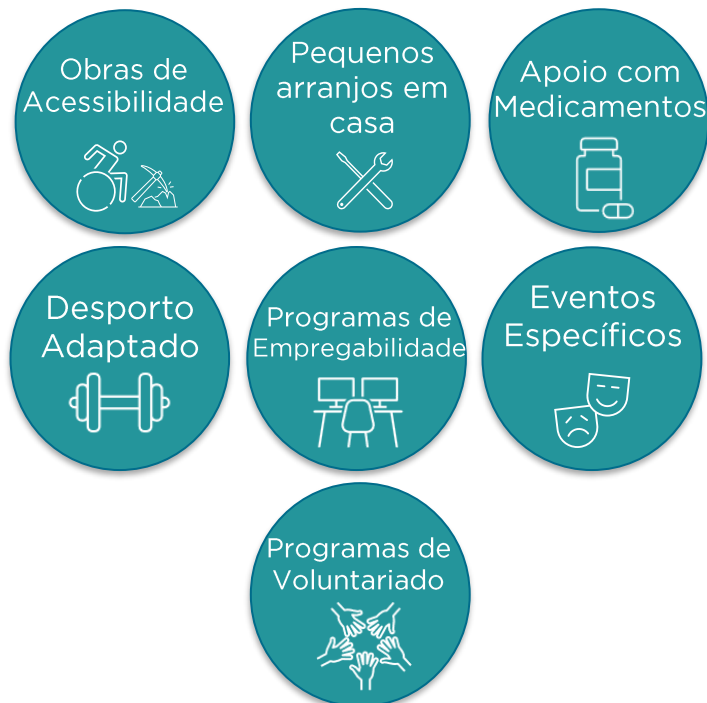 Obras de
Acessibilidade
Pequenos
arranjos em
casa
Apoio com
Medicamentos
Desporto
Adaptado
Programas de
Empregabilidade
Eventos
Específicos
Programas de
Voluntariado